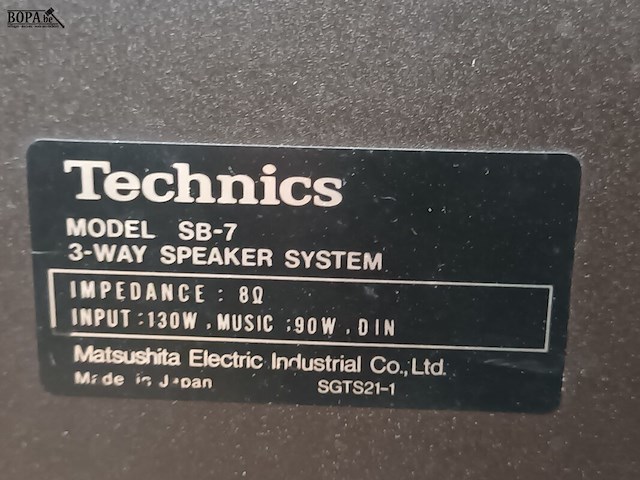 BOPA.be
Technics
MODEL SB-7
3-WAY SPEAKER SYSTEM
IMPEDANCE : 8Ω
INPUT :130W , MUSIC ;90W , DIN
Matsushita Electric Industrial Co.,Ltd.
Made in Japan
SGTS21-1